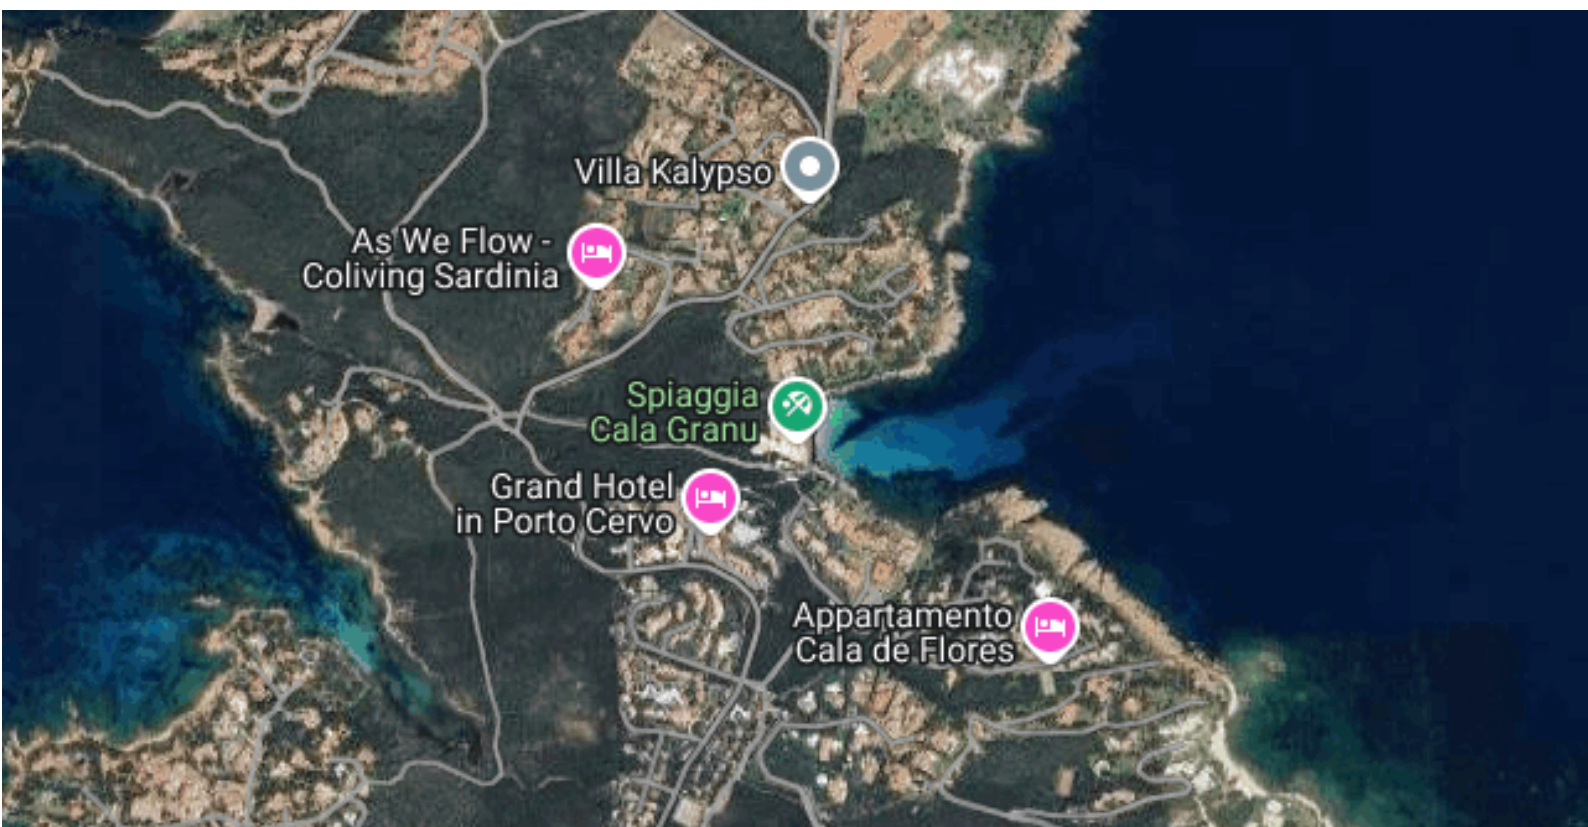 Villa Kalypso
As We Flow -
Coliving Sardinia
Spiaggia
Cala Granu
Grand Hotel
in Porto Cervo
Appartamento
Cala de Flores